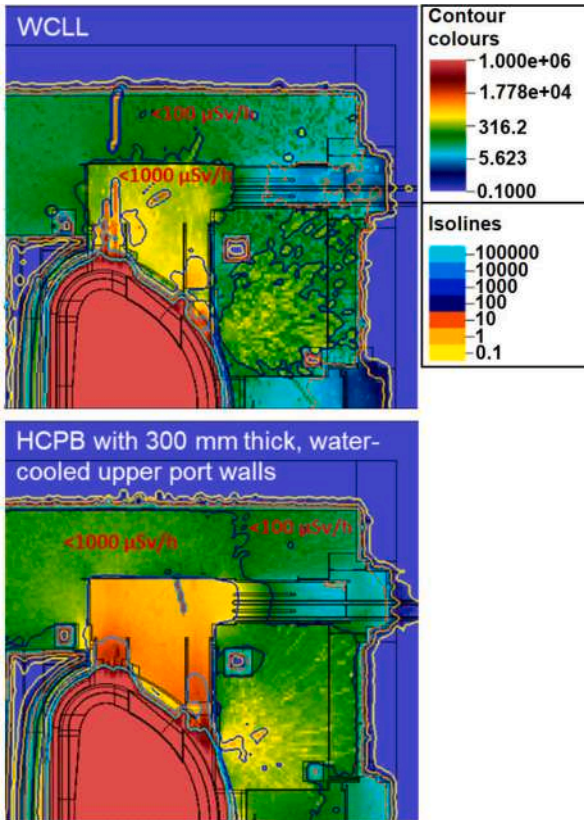 WCLL
<100 µSv/h
<1000 µSv/h
Contour
colours
1.000e+06
1.778e+04
316.2
5.623
0.1000
Isolines
100000
10000
1000
100
10
1
0.1
HCPB with 300 mm thick, water-
cooled upper port walls
<1000 µSv/h
<100 µSv/h